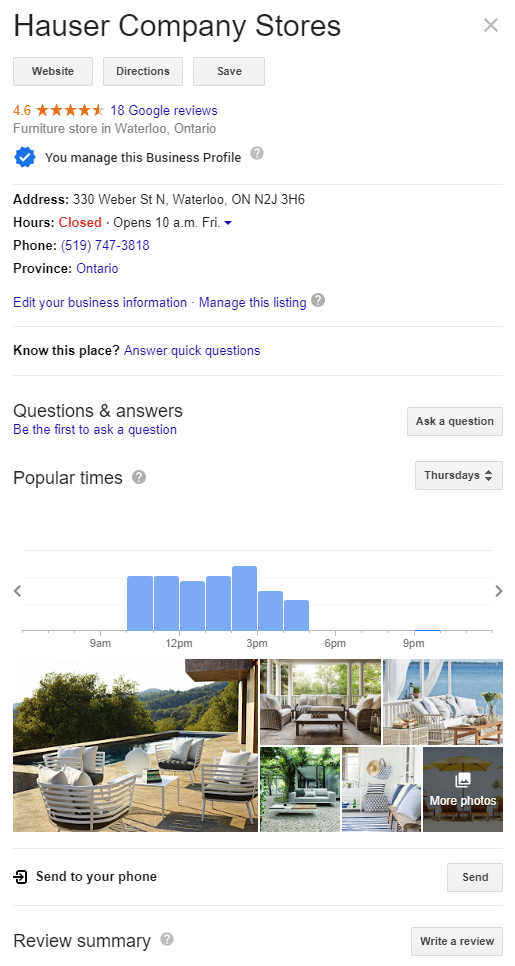 Hauser Company Stores
Website Directions Save
4.6 18 Google reviews
Furniture store in Waterloo, Ontario
You manage this Business Profile ?
Address: 330 Weber St N, Waterloo, ON N2J 3H6
Hours: Closed · Opens 10 a.m. Fri.
Phone: (519) 747-3818
Province: Ontario
Edit your business information · Manage this listing ?
Know this place? Answer quick questions
Questions & answers
Be the first to ask a question
Ask a question
Popular times ?
Thursdays
9am 12pm 3pm 6pm 9pm
More photos
Send to your phone
Send
Review summary ?
Write a review